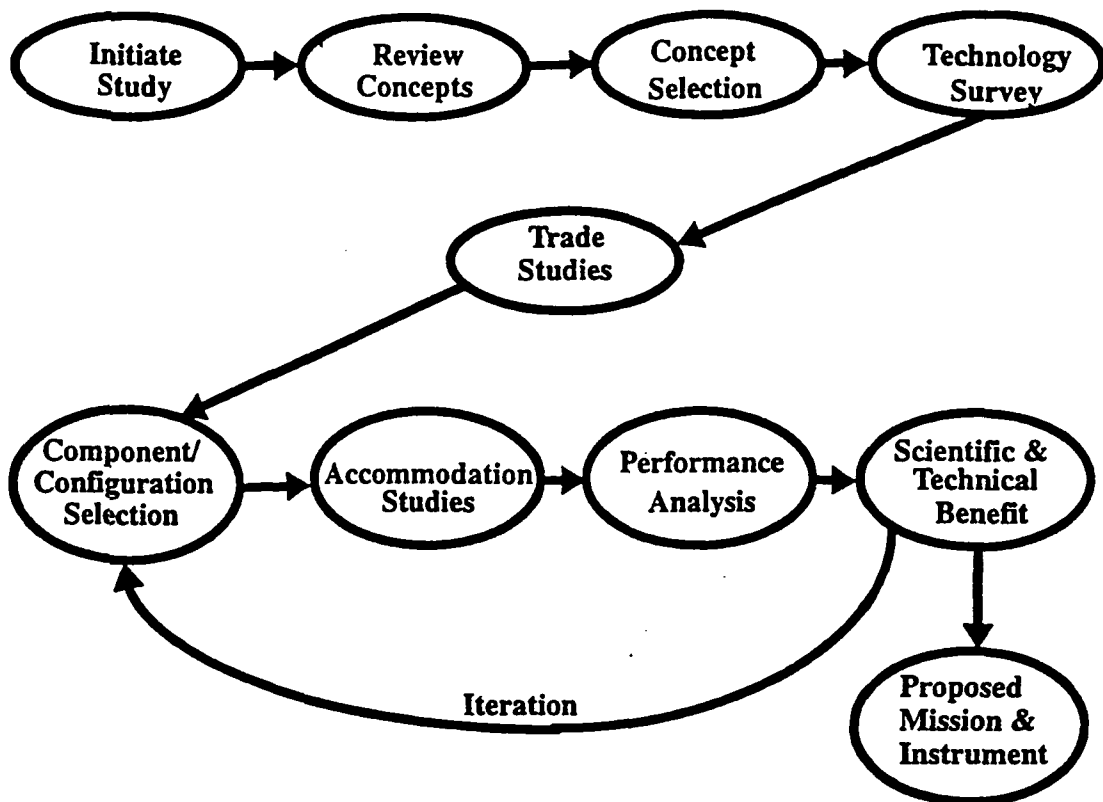 Initiate
Study
Review
Concepts
Concept
Selection
Technology
Survey
Trade
Studies
Component/
Configuration
Selection
Accommodation
Studies
Performance
Analysis
Scientific &
Technical
Benefit
Iteration
Proposed
Mission &
Instrument